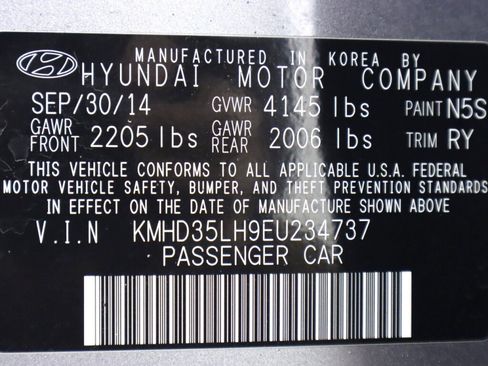 MANUFACTURED IN KOREA BY
HYUNDAI MOTOR COMPANY
SEP/30/14 GVWR 4145 lbs PAINT N5S
GAWR FRONT 2205 lbs GAWR REAR 2006 lbs TRIM RY
THIS VEHICLE CONFORMS TO ALL APPLICABLE U.S.A. FEDERAL
MOTOR VEHICLE SAFETY, BUMPER, AND THEFT PREVENTION STANDARDS
IN EFFECT ON THE DATE OF MANUFACTURE SHOWN ABOVE
V.I.N KMHD35LH9EU234737
PASSENGER CAR